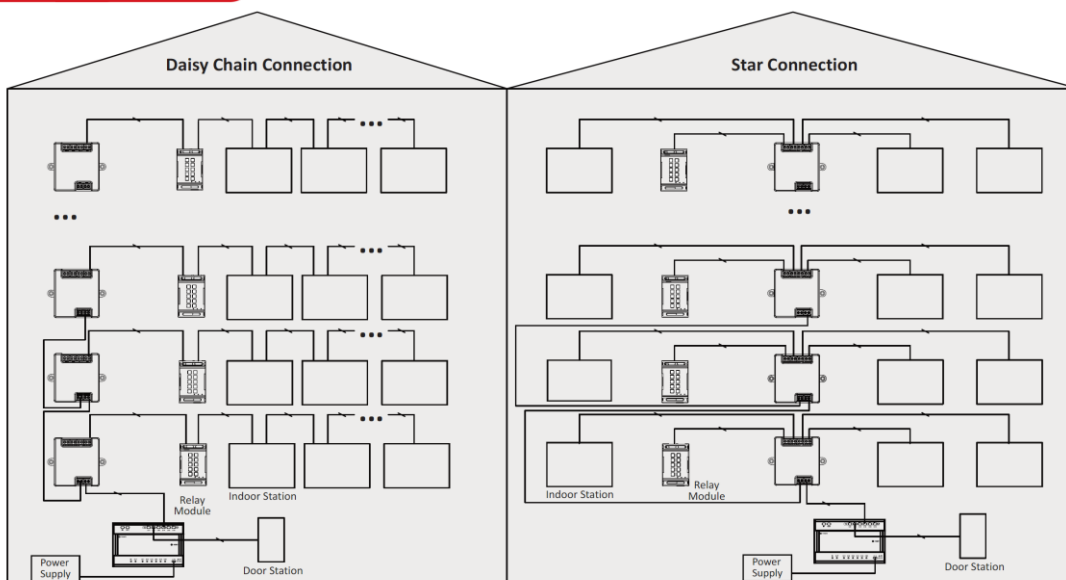 Daisy Chain Connection
Star Connection
Relay
Module
Indoor Station
Power
Supply
Door Station
Indoor Station
Relay
Module
Power
Supply
Door Station